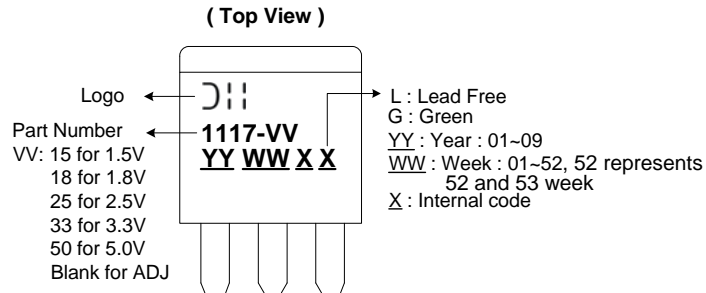 ( Top View )
Logo
Part Number
VV: 15 for 1.5V
18 for 1.8V
25 for 2.5V
33 for 3.3V
50 for 5.0V
Blank for ADJ
1117-VV
YY WW X X
L : Lead Free
G : Green
YY : Year : 01~09
WW : Week : 01~52, 52 represents
52 and 53 week
X : Internal code